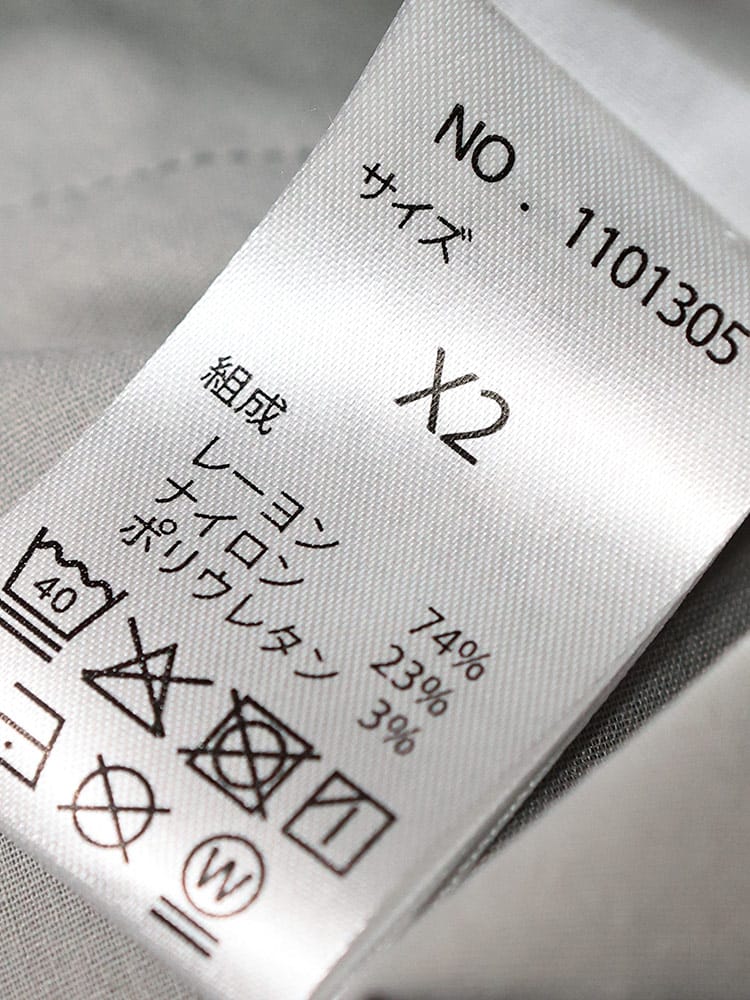 NO. 1101305
サイズ
X2
組成
レーヨン 74%
ナイロン 23%
ポリウレタン 3%
40
W